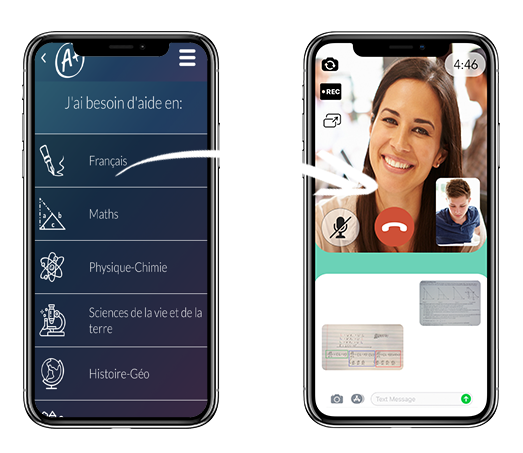 A+
J'ai besoin d'aide en:
Français
Maths
a b
c
Physique-Chimie
Sciences de la vie et de la
terre
Histoire-Géo
4:46
REC
Text Message